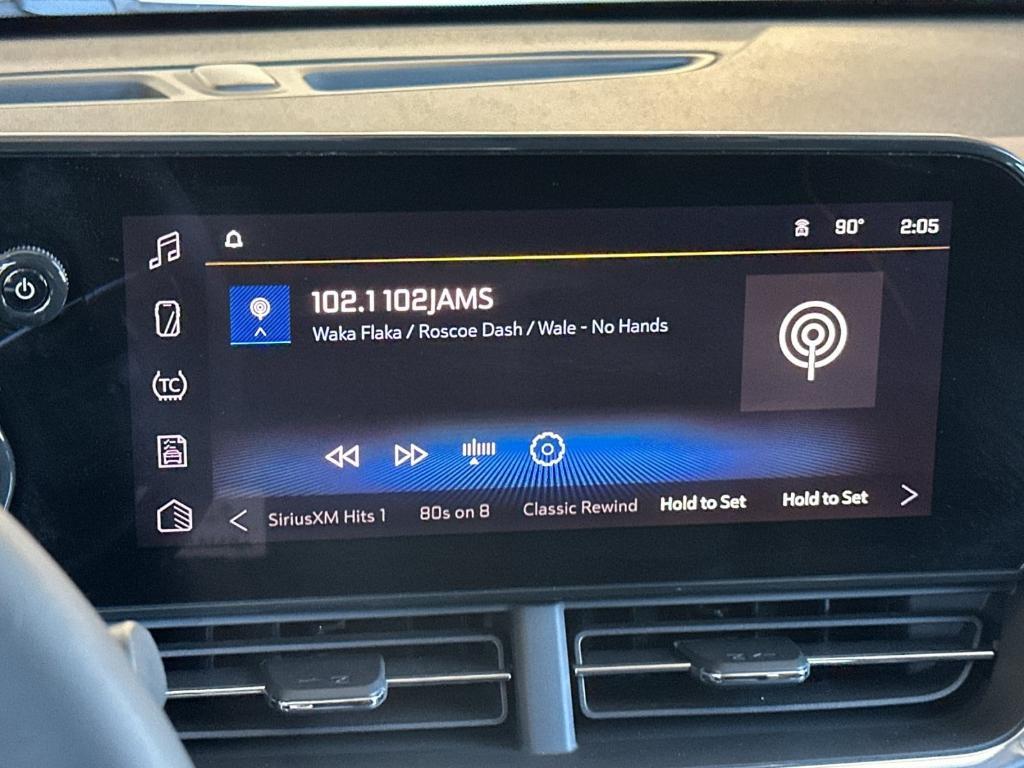 90° 2:05
102.1 102JAMS
Waka Flaka / Roscoe Dash / Wale - No Hands
TC
SiriusXM Hits 1 80s on 8 Classic Rewind Hold to Set Hold to Set